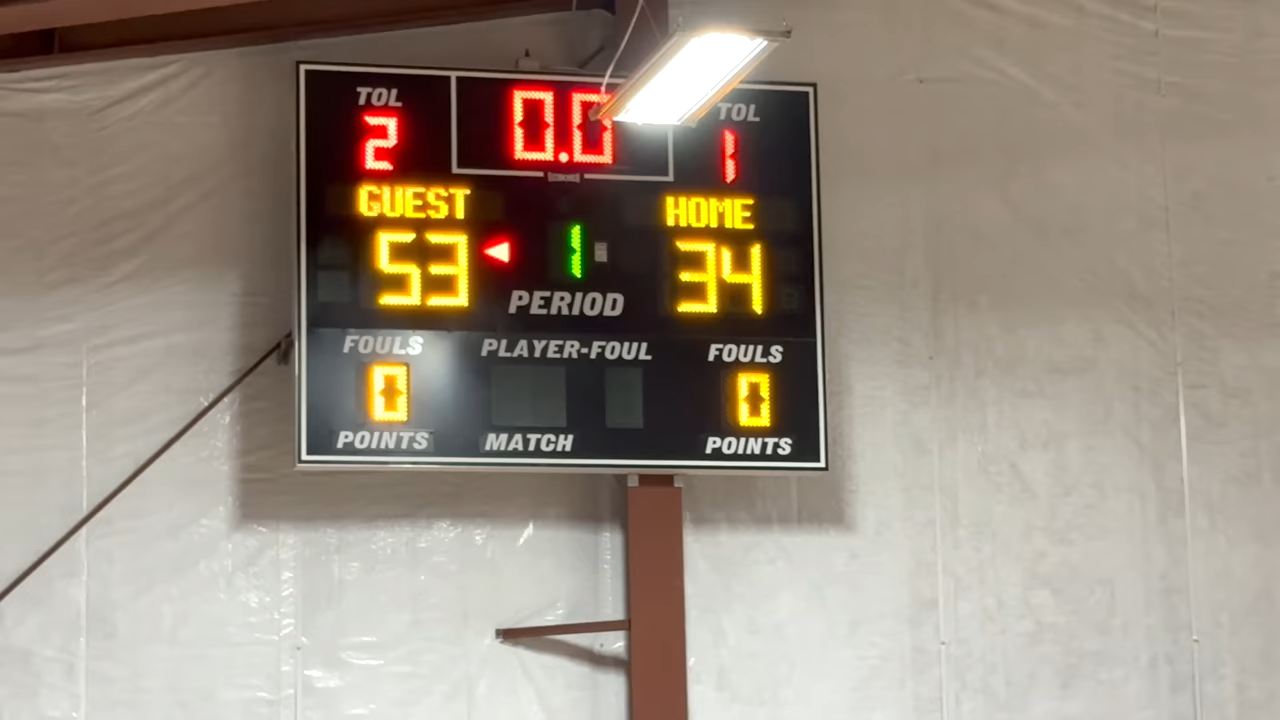 TOL 0.0 TOL
2 1
GUEST HOME
53 1 34
PERIOD
FOULS PLAYER-FOUL FOULS
0 0
POINTS MATCH POINTS